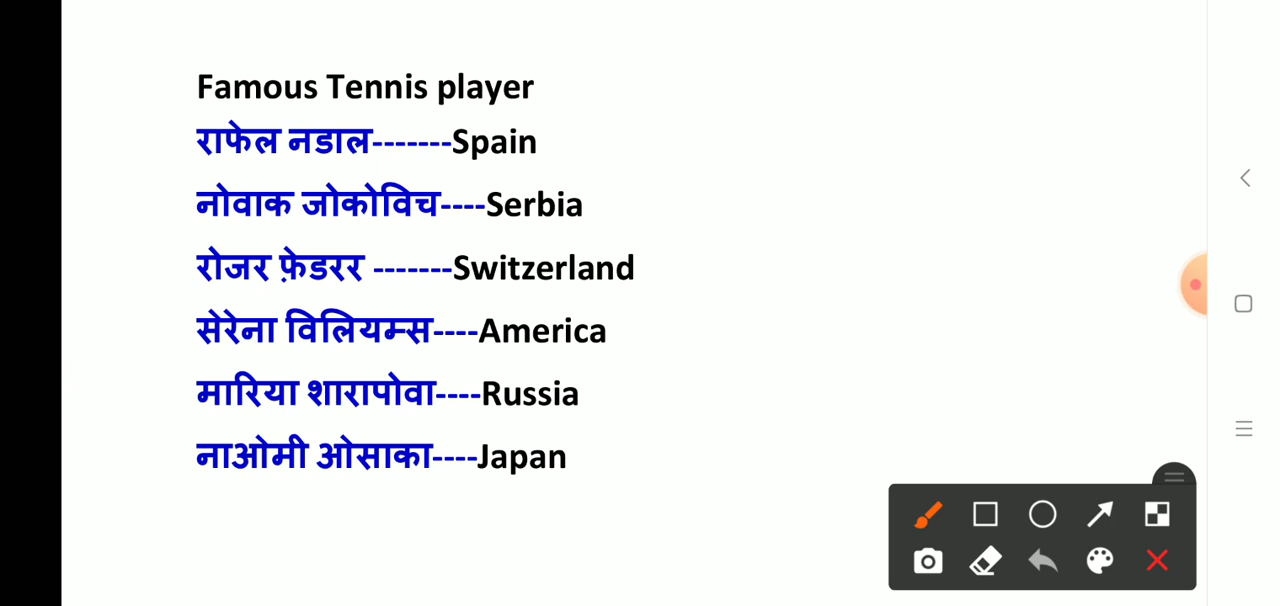 Famous Tennis player
राफेल नडाल-------Spain
नोवाक जोकोविच----Serbia
रोजर फ़ेडरर -------Switzerland
सेरेना विलियम्स----America
मारिया शारापोवा----Russia
नाओमी ओसाका----Japan